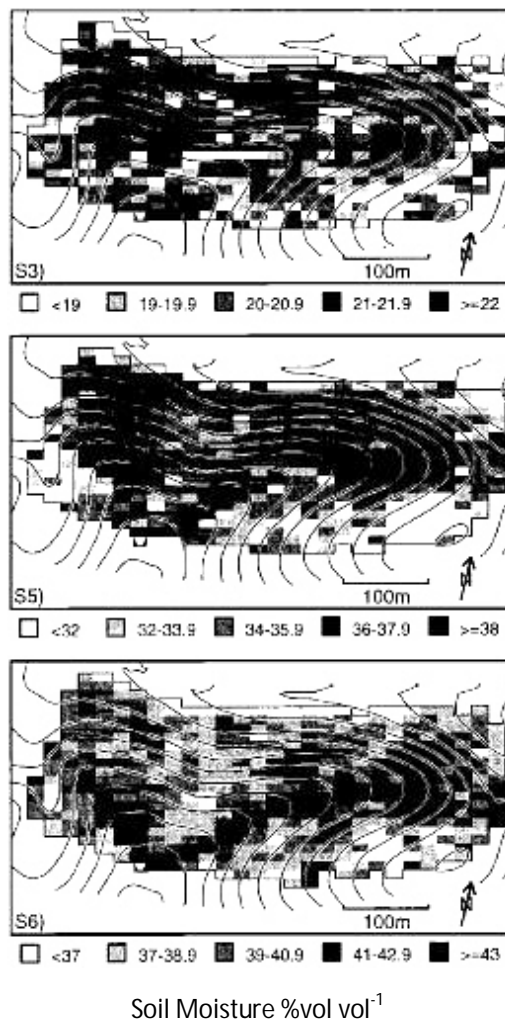 S3)
100m
N
<19 19-19.9 20-20.9 21-21.9 >=22
S5)
100m
N
<32 32-33.9 34-35.9 36-37.9 >=38
S6)
100m
N
<37 37-38.9 39-40.9 41-42.9 >=43
Soil Moisture %vol vol-1